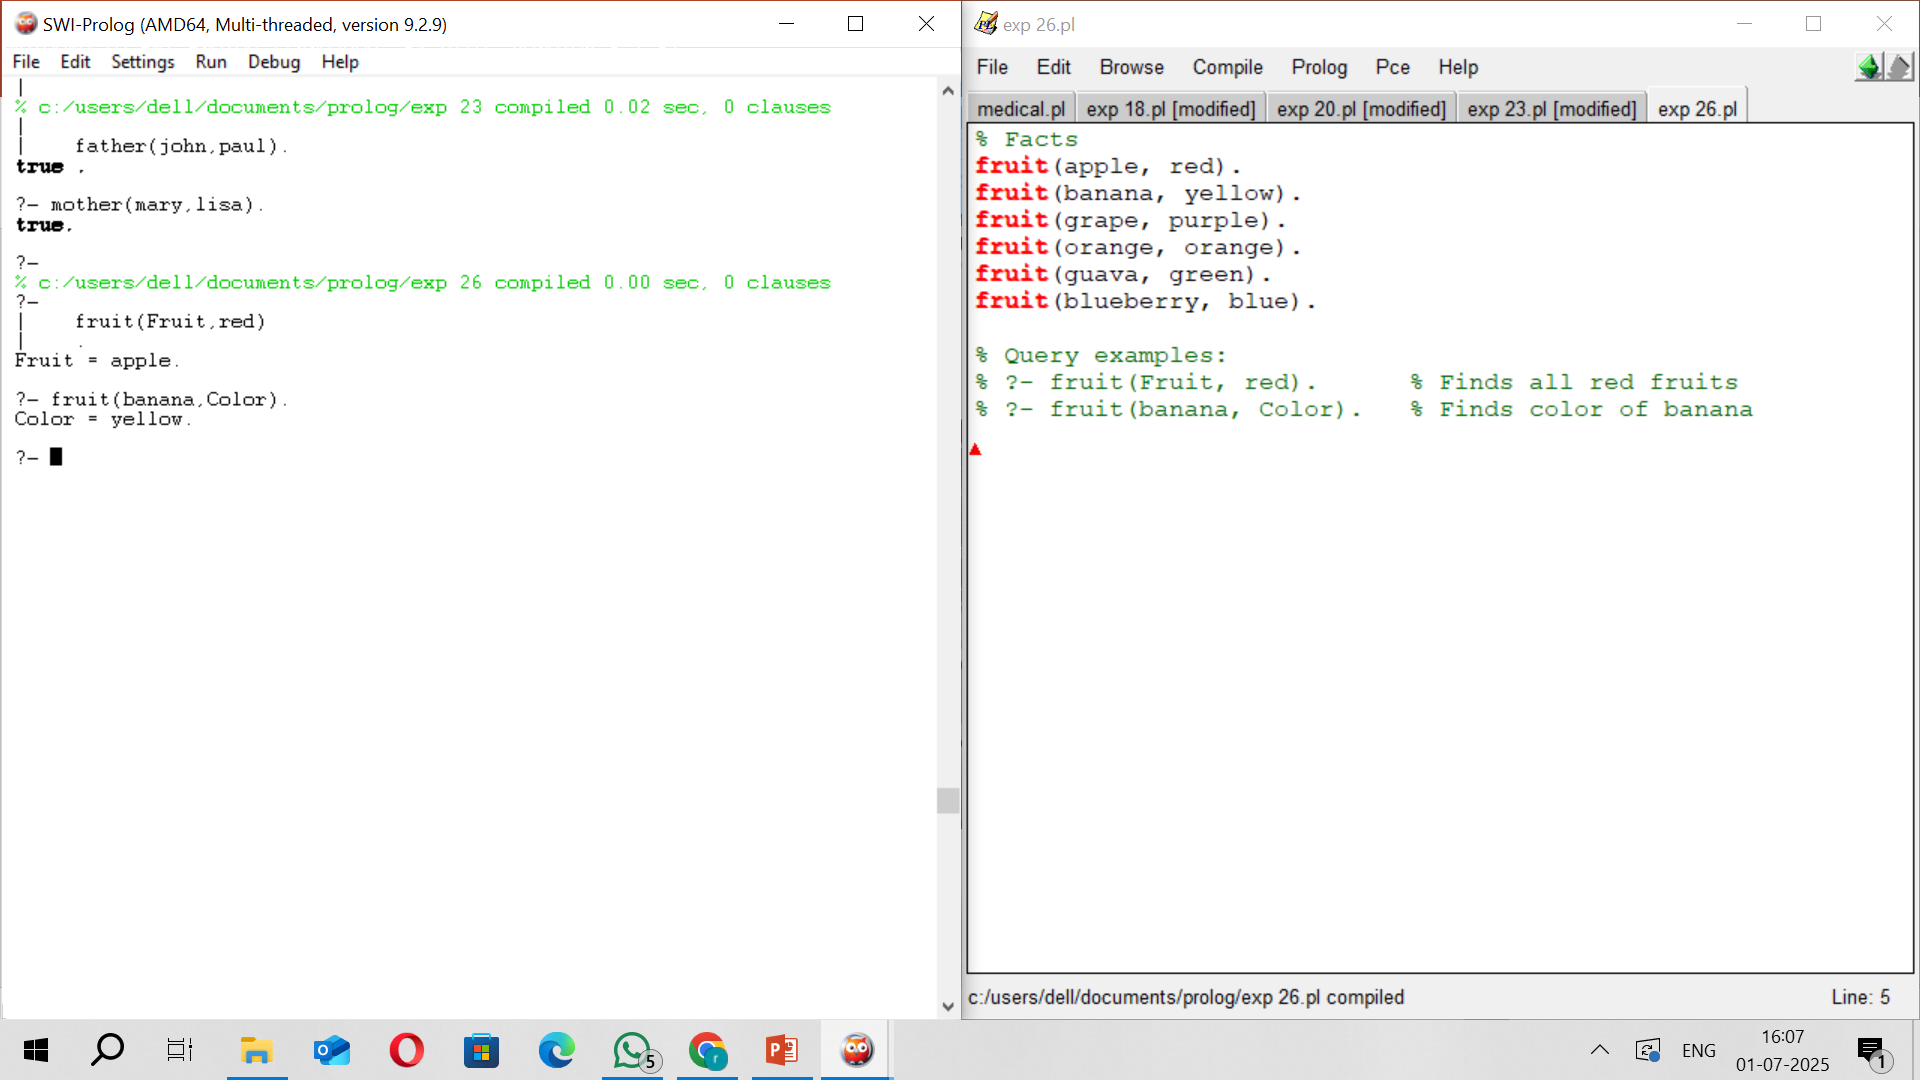 SWI-Prolog (AMD64, Multi-threaded, version 9.2.9)
File Edit Settings Run Debug Help
|
% c:/users/dell/documents/prolog/exp 23 compiled 0.02 sec, 0 clauses
|
| father(john,paul).
true .
?- mother(mary,lisa).
true.
?-
% c:/users/dell/documents/prolog/exp 26 compiled 0.00 sec, 0 clauses
?-
| fruit(Fruit,red)
| .
Fruit = apple.
?- fruit(banana,Color).
Color = yellow.
?-
exp 26.pl
File Edit Browse Compile Prolog Pce Help
medical.pl exp 18.pl [modified] exp 20.pl [modified] exp 23.pl [modified] exp 26.pl
% Facts
fruit(apple, red).
fruit(banana, yellow).
fruit(grape, purple).
fruit(orange, orange).
fruit(guava, green).
fruit(blueberry, blue).
% Query examples:
% ?- fruit(Fruit, red). % Finds all red fruits
% ?- fruit(banana, Color). % Finds color of banana
c:/users/dell/documents/prolog/exp 26.pl compiled Line: 5
5 r ENG 16:07 1
01-07-2025